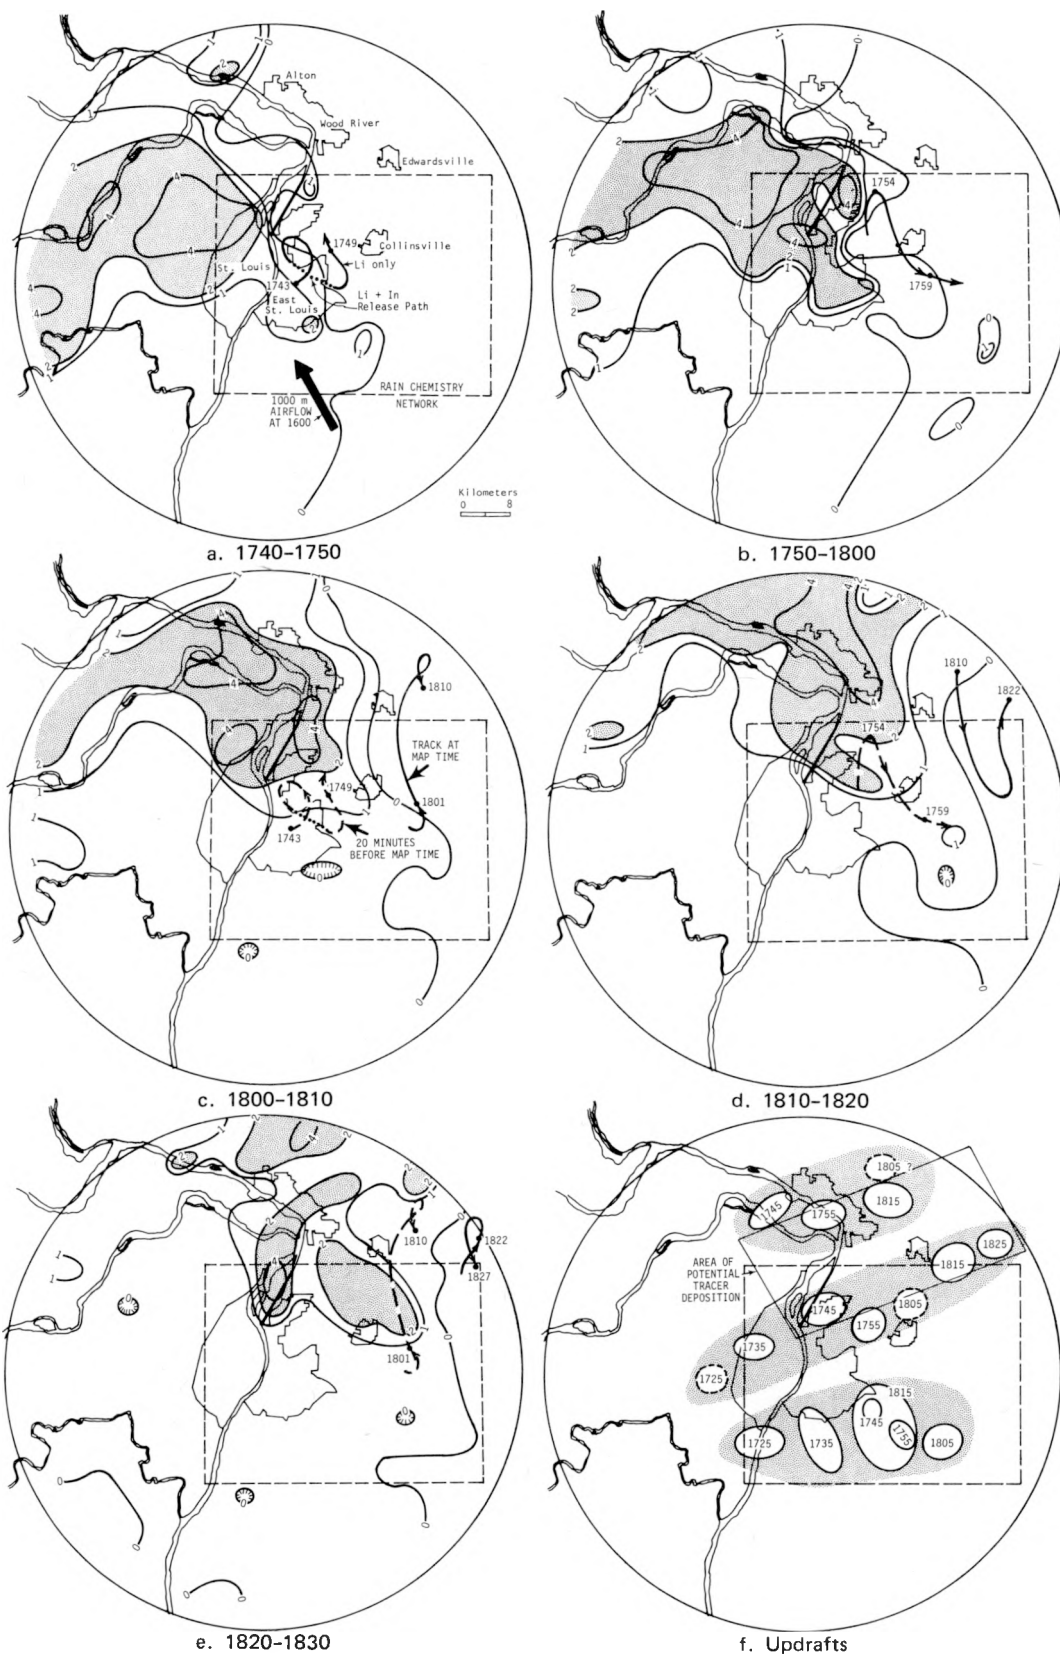 Alton
Wood River
Edwardsville
1749
Collinsville
Li only
St. Louis
1743
East
St. Louis
Li + In
Release Path
RAIN CHEMISTRY
NETWORK
1000 m
AIRFLOW
AT 1600
Kilometers
0 8
a. 1740-1750
1754
1759
b. 1750-1800
1810
TRACK AT
MAP TIME
1801
1749
1743
20 MINUTES
BEFORE MAP TIME
c. 1800-1810
1810
1822
1754
1759
d. 1810-1820
1810
1822
1827
1801
e. 1820-1830
1805 ?
1815
1745
1755
AREA OF
POTENTIAL
TRACER
DEPOSITION
1825
1815
1805
1745
1755
1735
1725
1815
1745
1755
1725
1735
1805
f. Updrafts